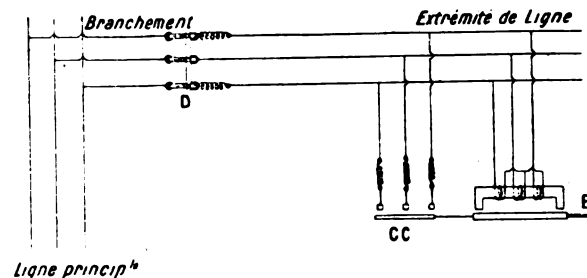 Branchement
Extrémité de Ligne
D
CC
E
Ligne princip^le